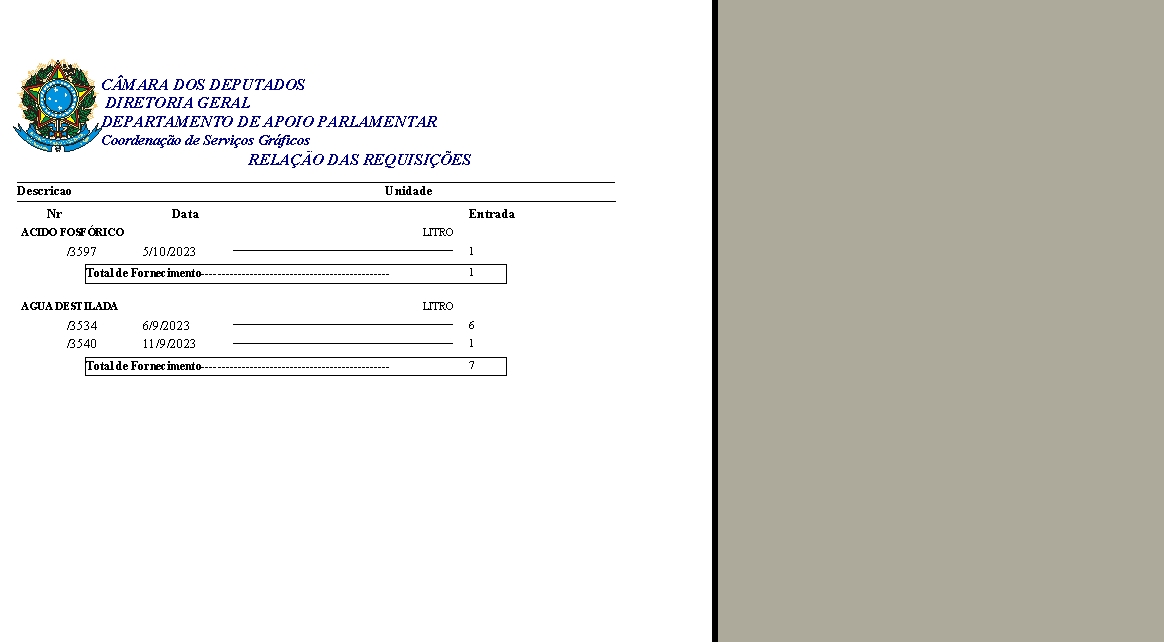 CÂMARA DOS DEPUTADOS
DIRETORIA GERAL
DEPARTAMENTO DE APOIO PARLAMENTAR
Coordenação de Serviços Gráficos
RELAÇÃO DAS REQUISIÇÕES
Descricao Unidade
Nr Data Entrada
ACIDO FOSFÓRICO LITRO
/3597 5/10/2023 1
Total de Fornecimento----------------------------------------------- 1
AGUA DESTILADA LITRO
/3534 6/9/2023 6
/3540 11/9/2023 1
Total de Fornecimento----------------------------------------------- 7